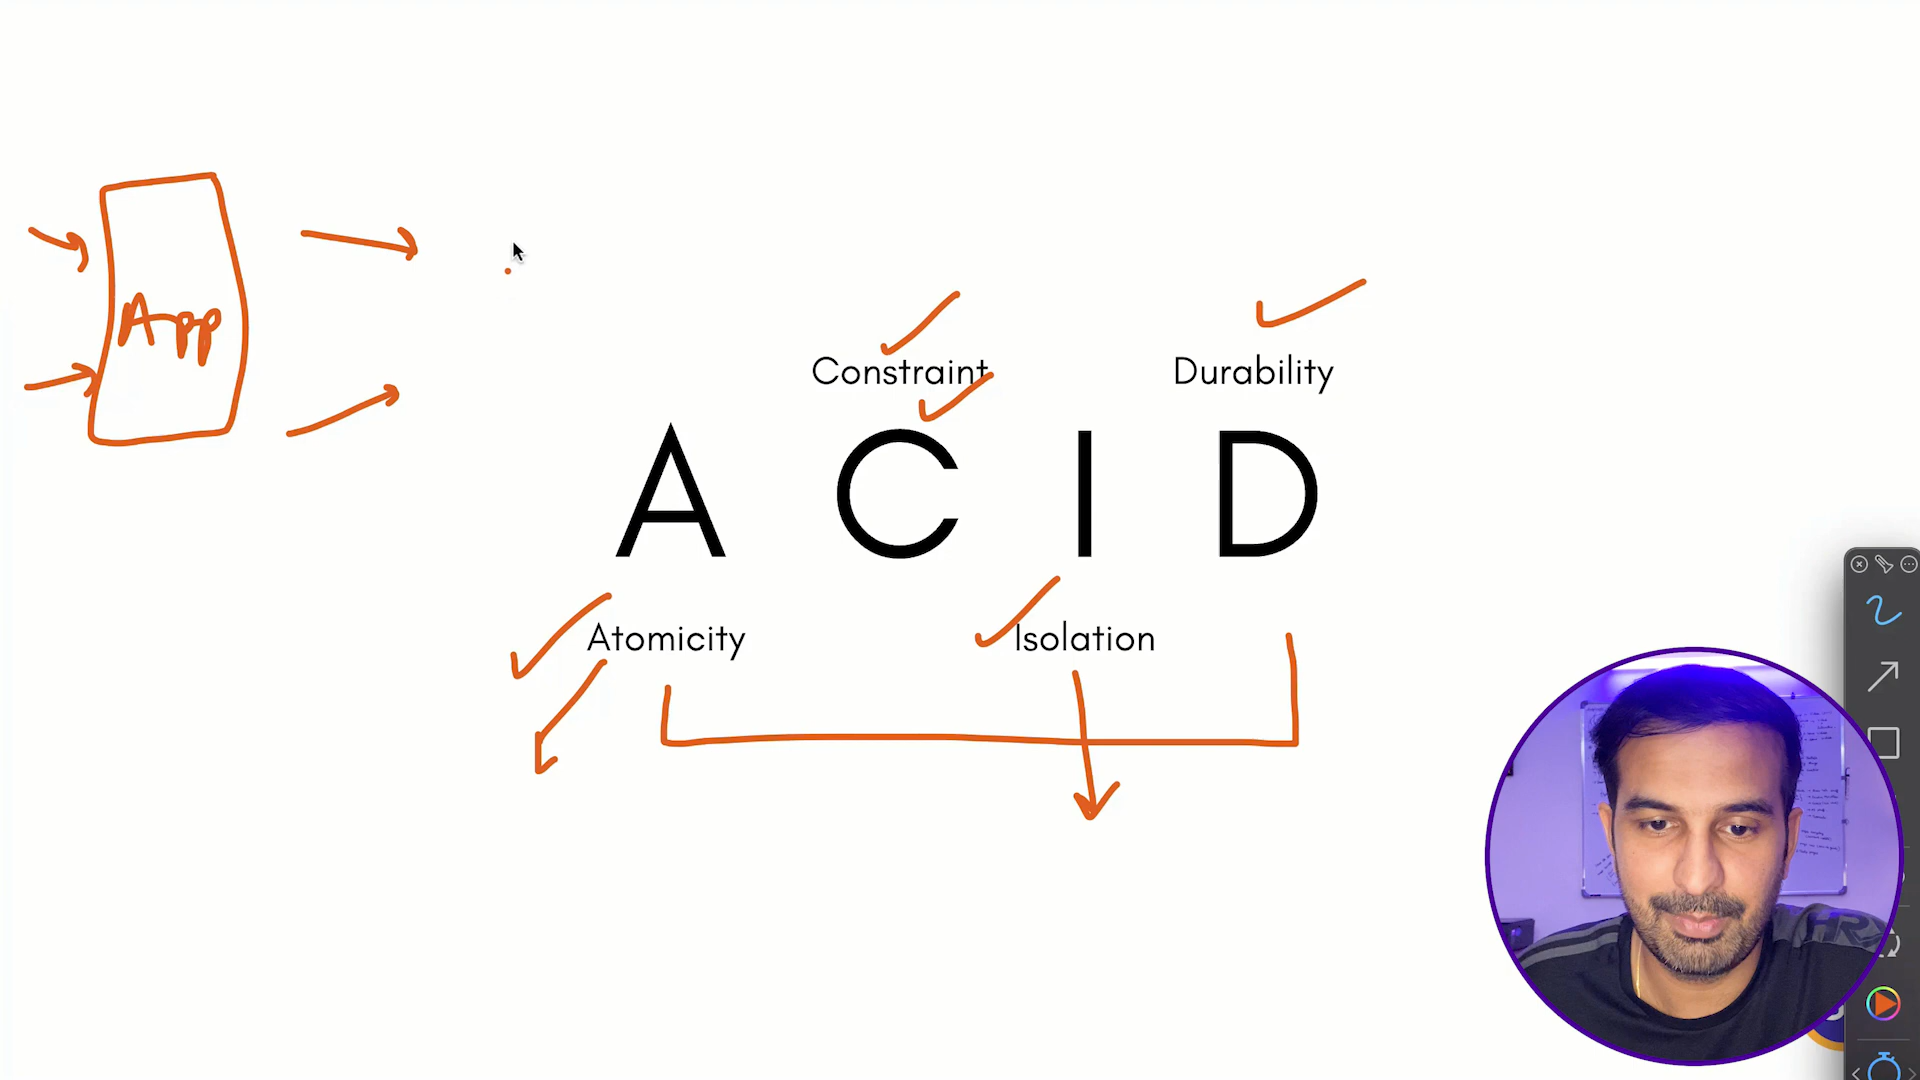 App
Constraint
Durability
A C I D
Atomicity
Isolation